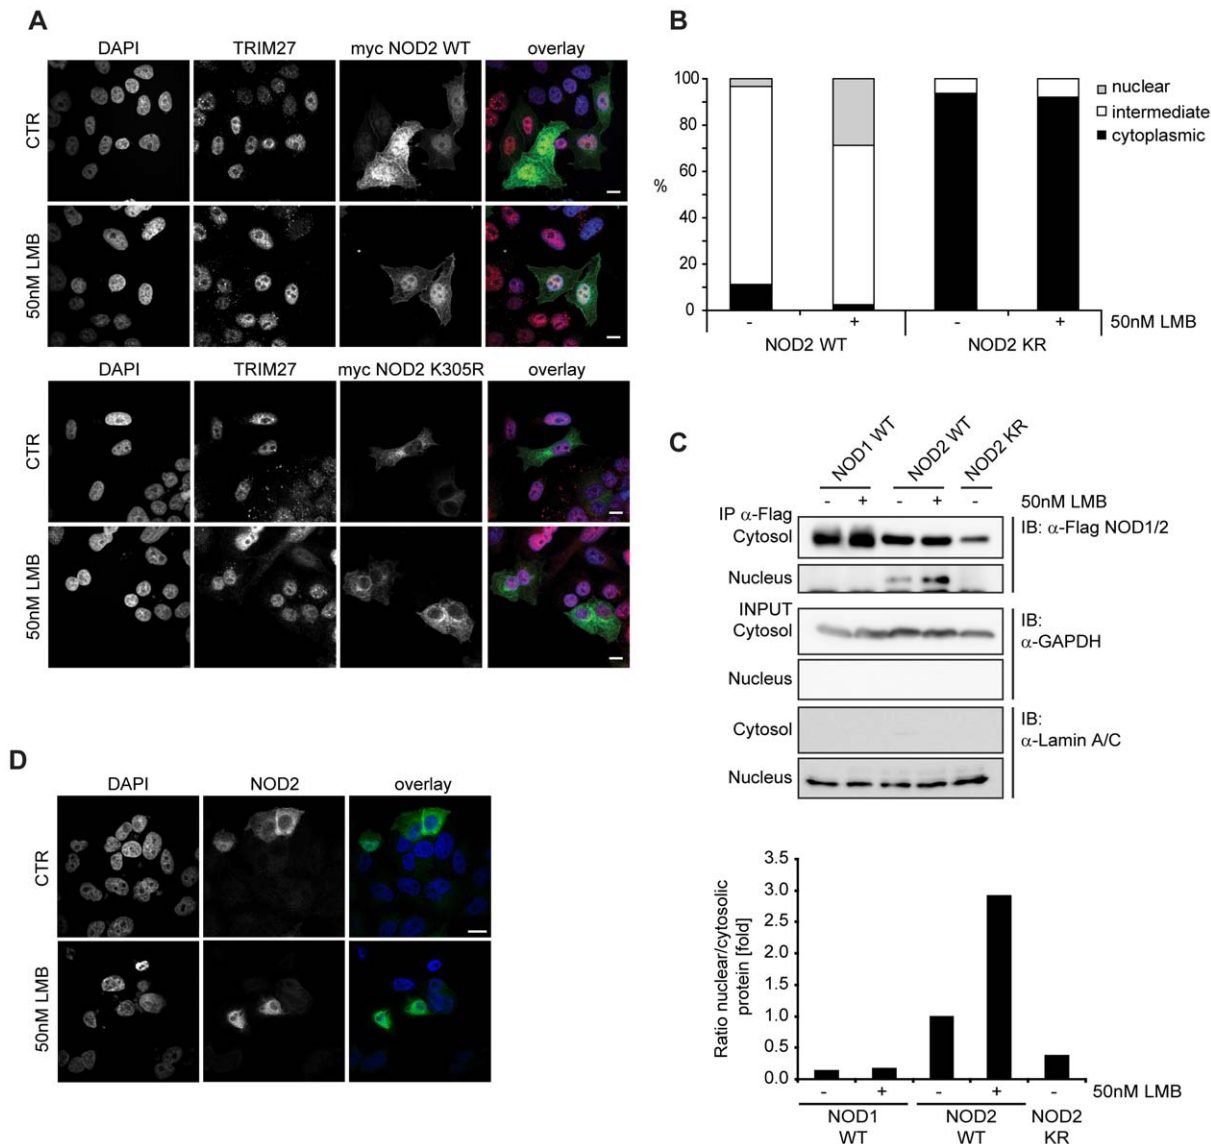 A
DAPI TRIM27 myc NOD2 WT overlay
CTR
50nM LMB
DAPI TRIM27 myc NOD2 K305R overlay
CTR
50nM LMB
B
100
80
60
40
20
0
%
nuclear
intermediate
cytoplasmic
- + - + 50nM LMB
NOD2 WT NOD2 KR
C
NOD1 WT NOD2 WT NOD2 KR
- + - + - 50nM LMB
IP α-Flag
Cytosol
IB: α-Flag NOD1/2
Nucleus
INPUT
Cytosol
IB:
α-GAPDH
Nucleus
Cytosol
IB:
α-Lamin A/C
Nucleus
3.5
3.0
2.5
2.0
1.5
1.0
0.5
0.0
Ratio nuclear/cytosolic
protein [fold]
- + - + - 50nM LMB
NOD1 NOD2 NOD2
WT WT KR
D
DAPI NOD2 overlay
CTR
50nM LMB